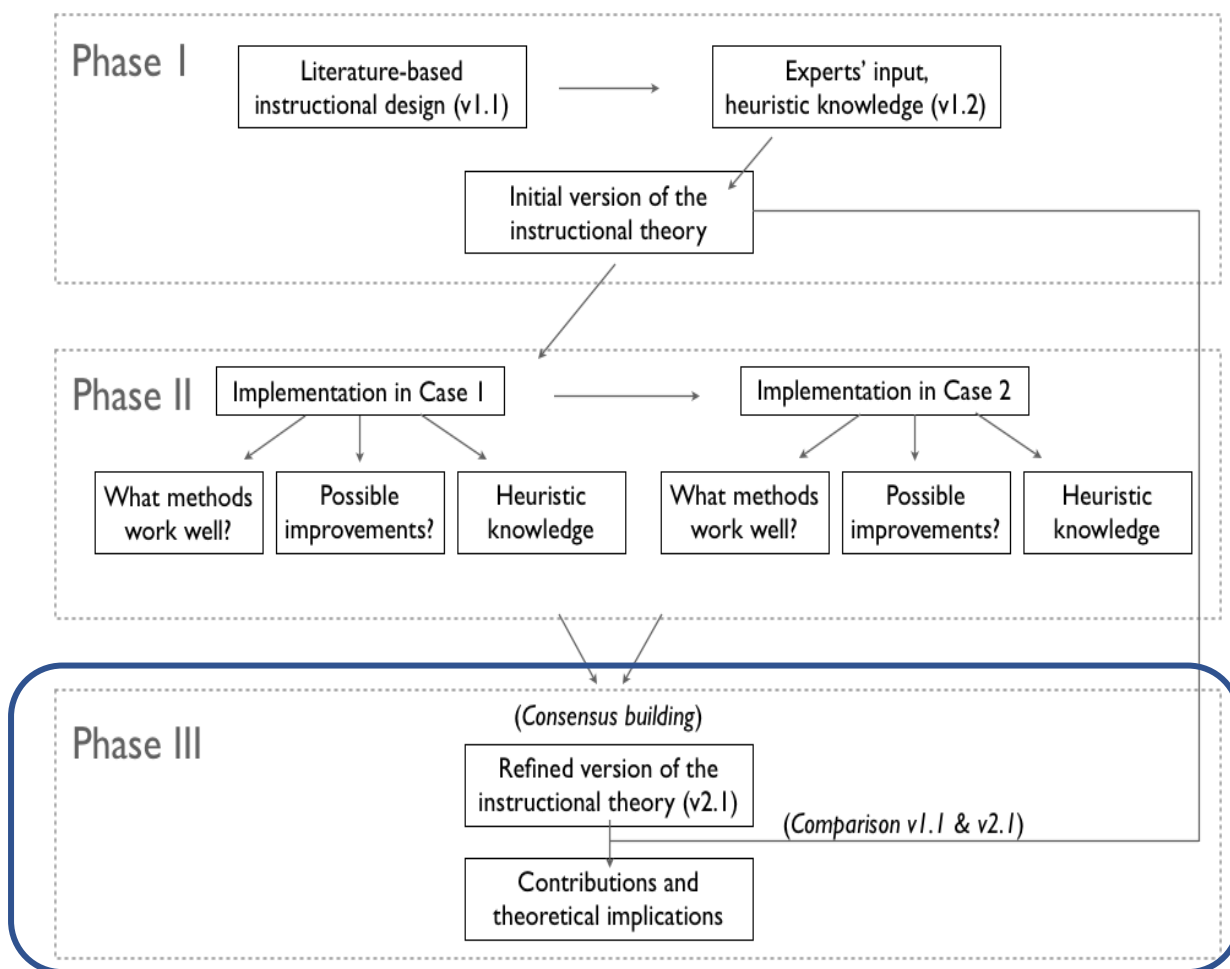 Phase I
Literature-based
instructional design (v1.1)
Experts' input,
heuristic knowledge (v1.2)
Initial version of the
instructional theory
Phase II
Implementation in Case 1
Implementation in Case 2
What methods
work well?
Possible
improvements?
Heuristic
knowledge
What methods
work well?
Possible
improvements?
Heuristic
knowledge
Phase III
(Consensus building)
Refined version of the
instructional theory (v2.1)
(Comparison v1.1 & v2.1)
Contributions and
theoretical implications